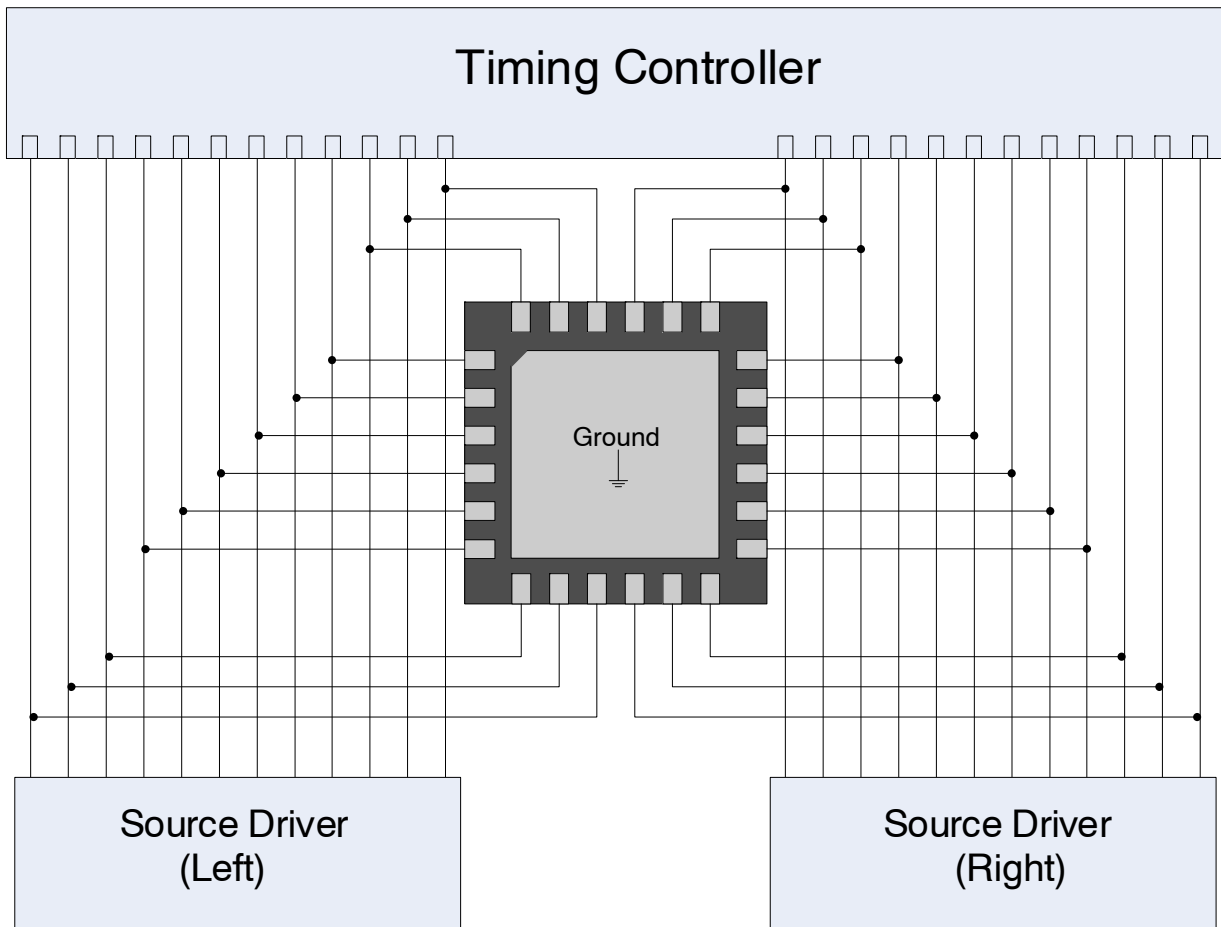 Timing Controller
Ground
Source Driver
(Left)
Source Driver
(Right)